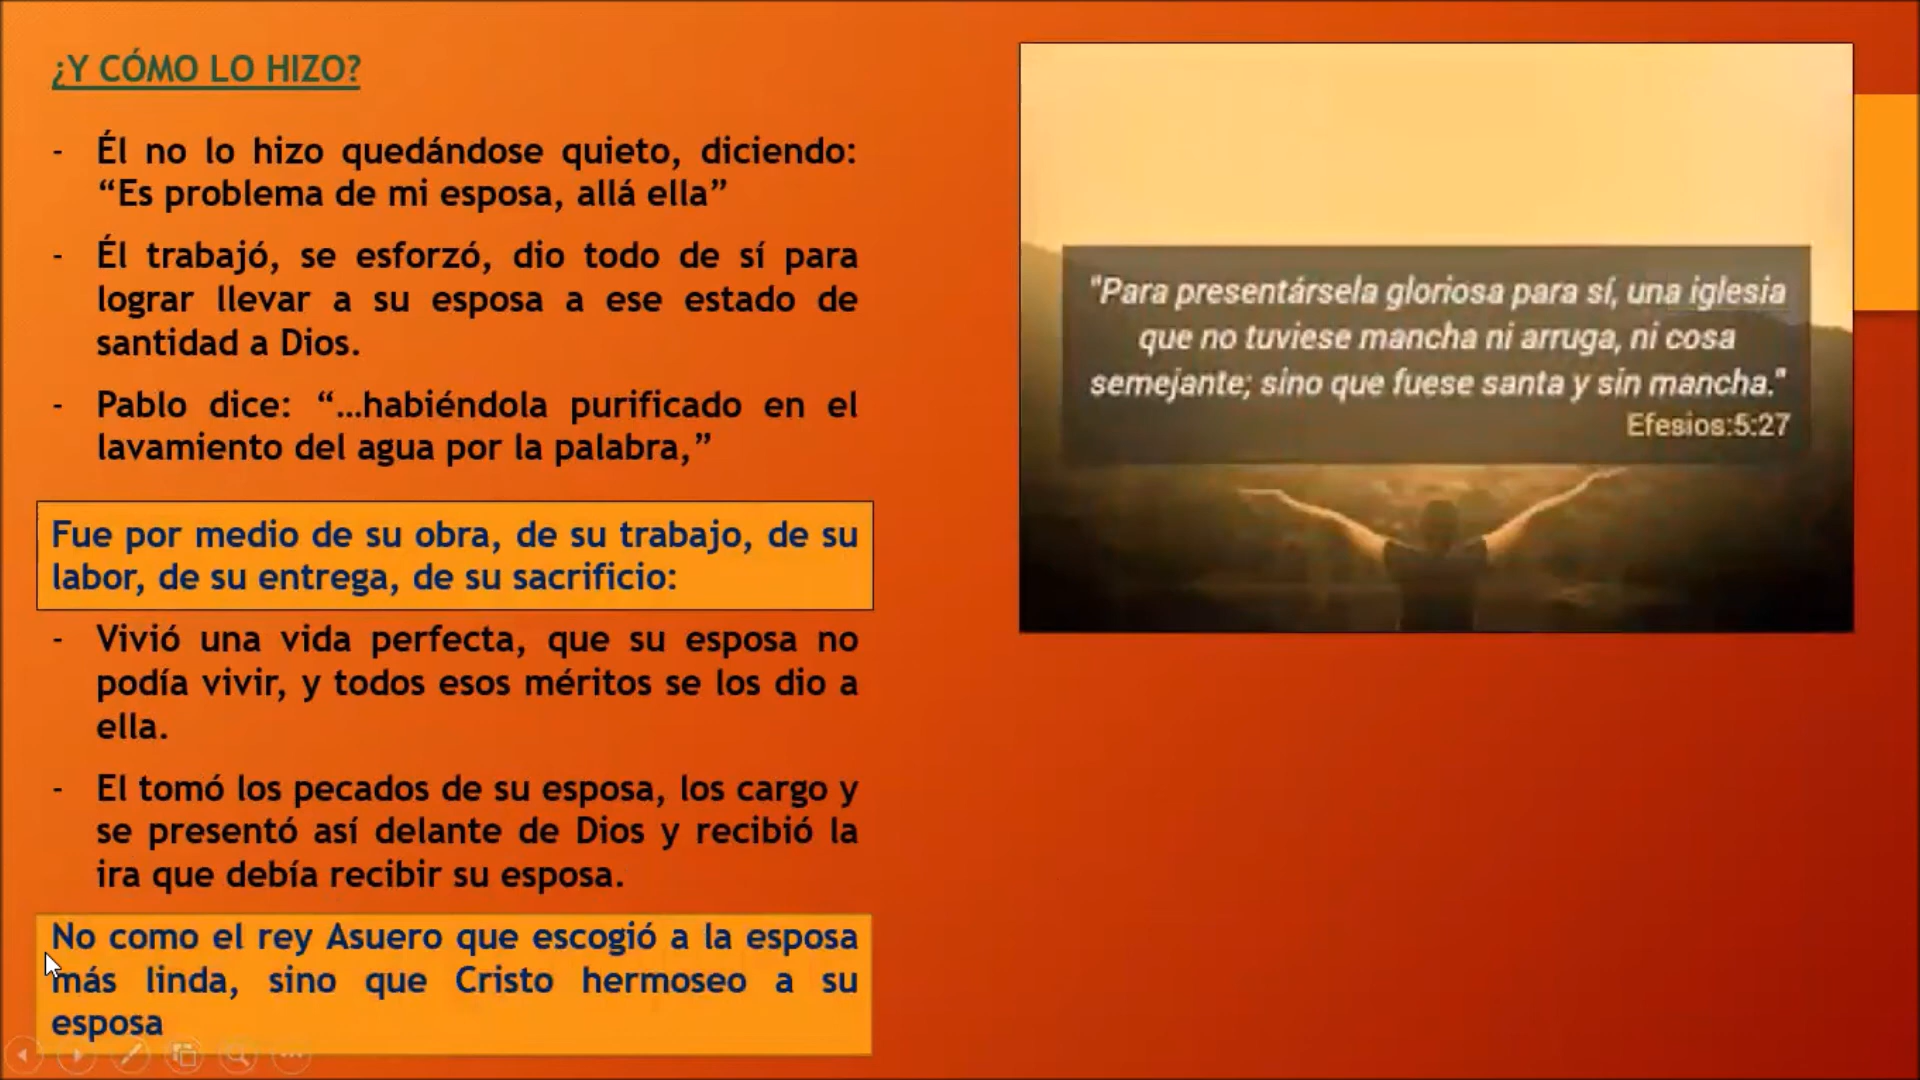 ¿Y CÓMO LO HIZO?
- Él no lo hizo quedándose quieto, diciendo:
“Es problema de mi esposa, allá ella”
- Él trabajó, se esforzó, dio todo de sí para
lograr llevar a su esposa a ese estado de
santidad a Dios.
- Pablo dice: “…habiéndola purificado en el
lavamiento del agua por la palabra,”
Fue por medio de su obra, de su trabajo, de su
labor, de su entrega, de su sacrificio:
- Vivió una vida perfecta, que su esposa no
podía vivir, y todos esos méritos se los dio a
ella.
- El tomó los pecados de su esposa, los cargo y
se presentó así delante de Dios y recibió la
ira que debía recibir su esposa.
No como el rey Asuero que escogió a la esposa
más linda, sino que Cristo hermoseo a su
esposa
"Para presentársela gloriosa para sí, una iglesia
que no tuviese mancha ni arruga, ni cosa
semejante; sino que fuese santa y sin mancha."
Efesios:5:27